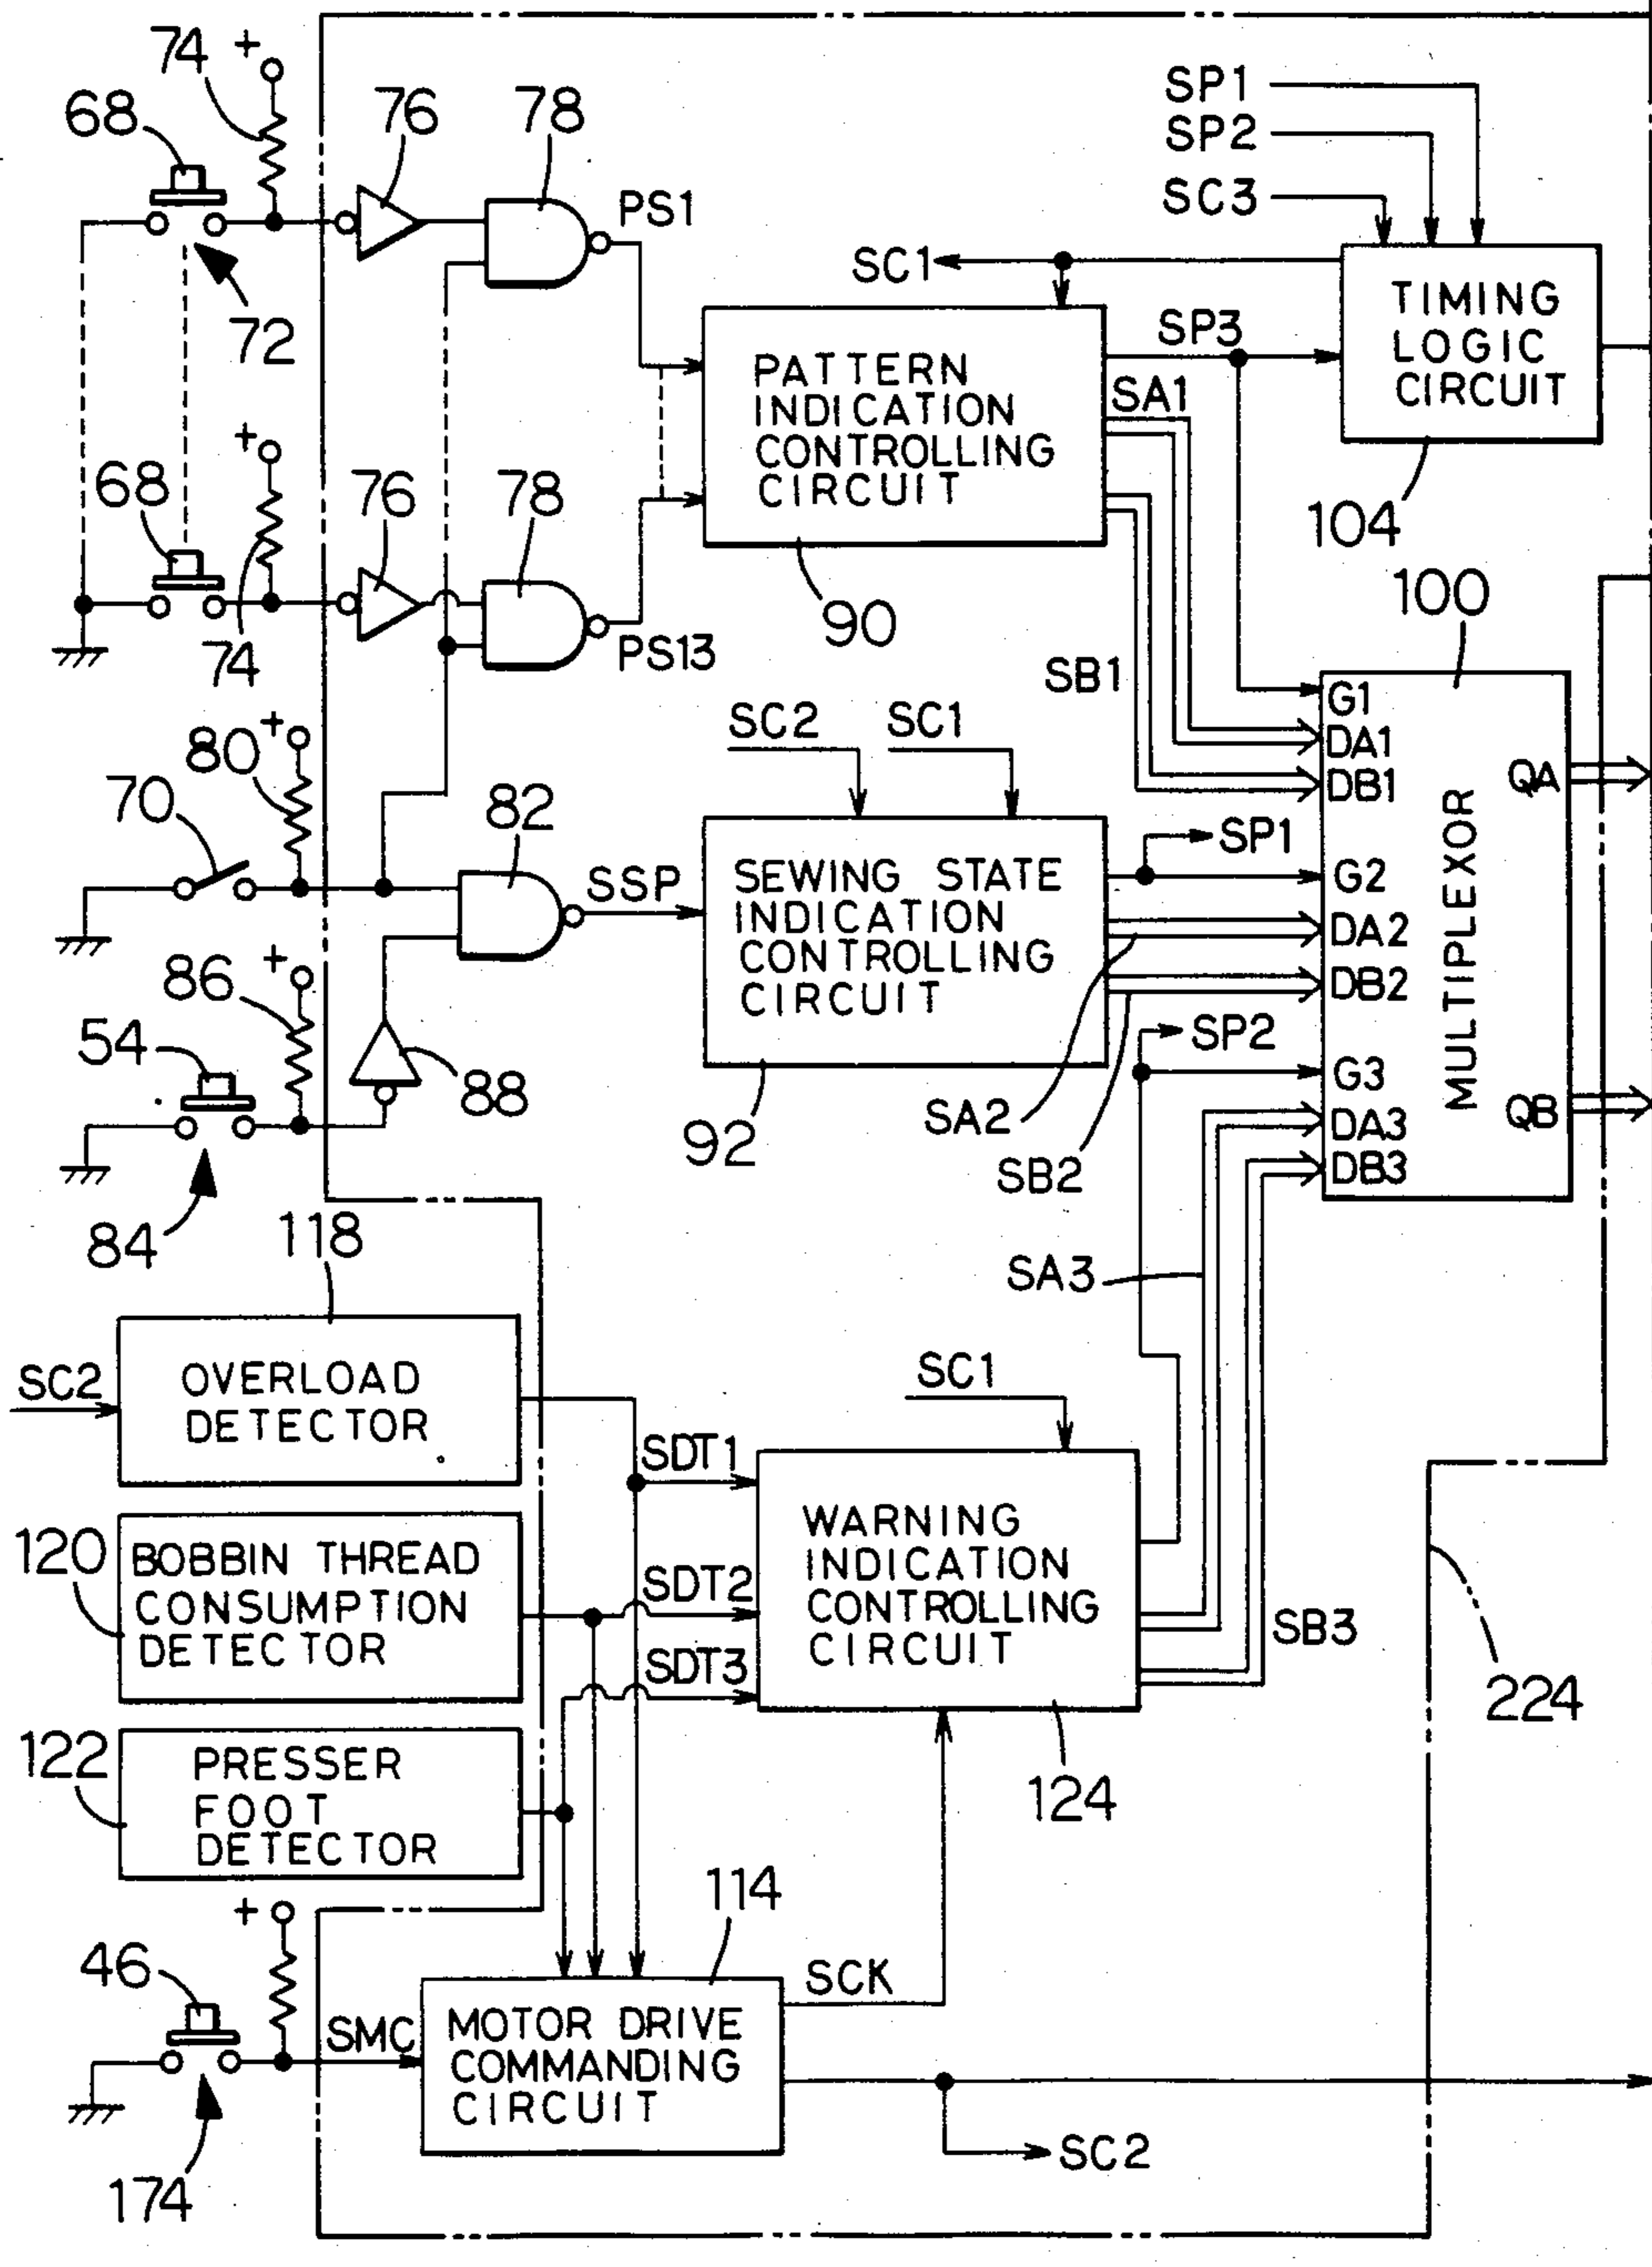 74
+
68
76
78
PS1
72
SP1
SP2
SC3
SC1
TIMING
LOGIC
CIRCUIT
104
SP3
PATTERN
INDICATION
CONTROLLING
CIRCUIT
90
SA1
SB1
+
68
74
76
78
PS13
100
G1
DA1
DB1
G2
DA2
DB2
G3
DA3
DB3
MULTIPLEXOR
QA
QB
+
80
70
82
SSP
SC2
SC1
SEWING STATE
INDICATION
CONTROLLING
CIRCUIT
92
SP1
SP2
SA2
SB2
+
86
54
88
84
118
SC2
OVERLOAD
DETECTOR
120
BOBBIN THREAD
CONSUMPTION
DETECTOR
122
PRESSER
FOOT
DETECTOR
SDT1
SDT2
SDT3
SC1
WARNING
INDICATION
CONTROLLING
CIRCUIT
124
SA3
SB3
224
+
46
174
SMC
114
MOTOR DRIVE
COMMANDING
CIRCUIT
SCK
SC2